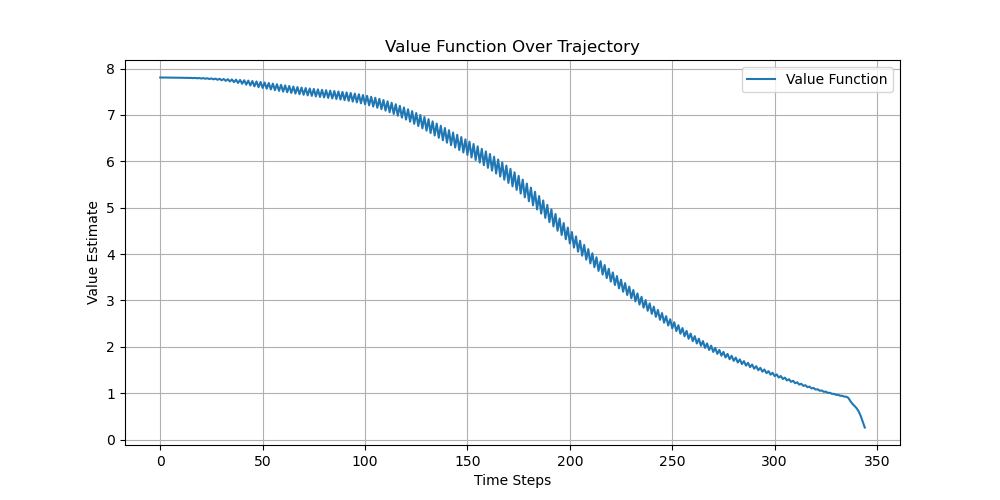 Value Function Over Trajectory
Value Function
Value Estimate
8
7
6
5
4
3
2
1
0
0 50 100 150 200 250 300 350
Time Steps